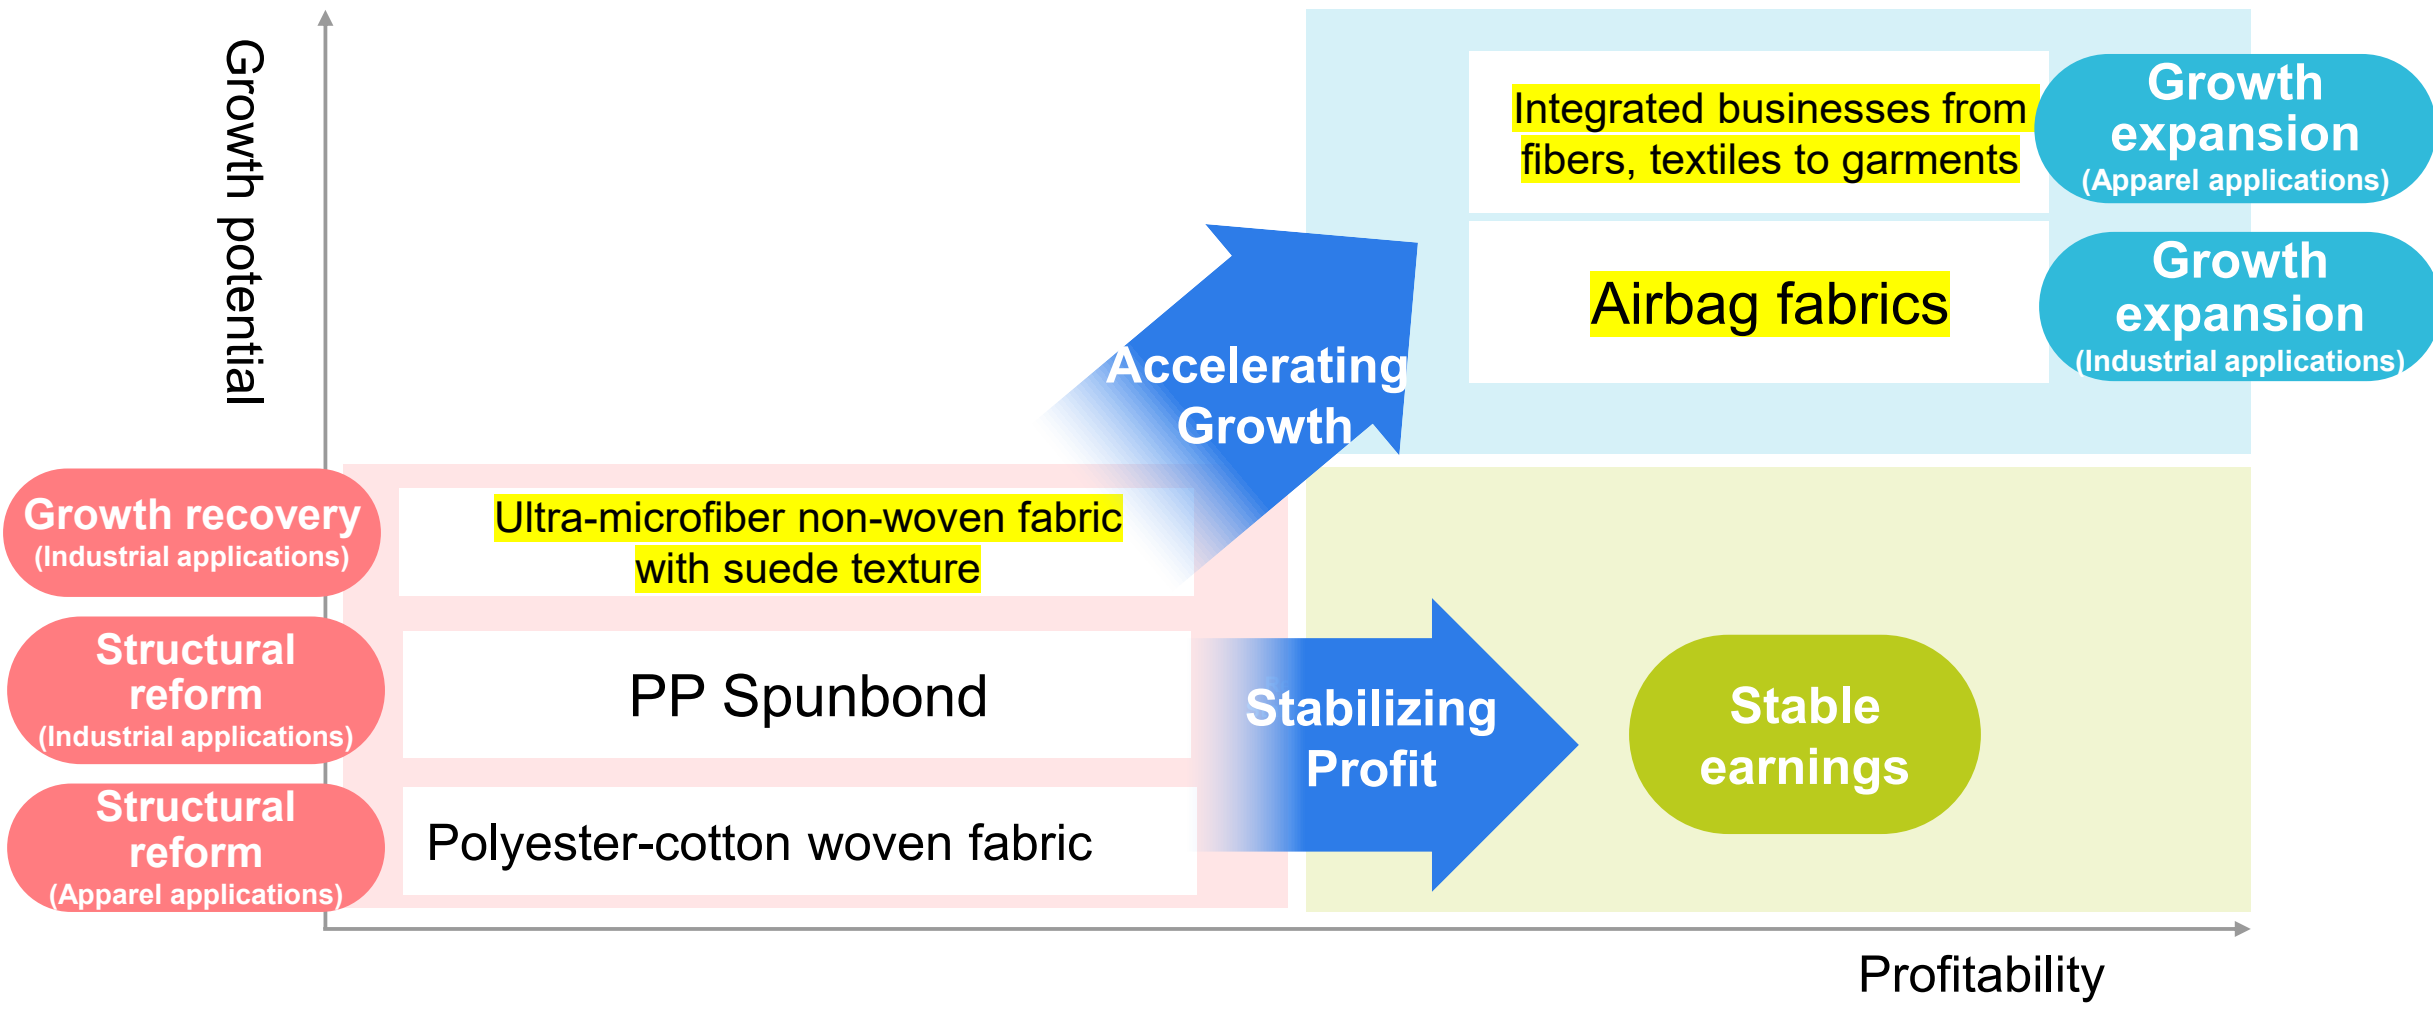 Growth potential
Integrated businesses from
fibers, textiles to garments
Growth
expansion
(Apparel applications)
Airbag fabrics
Growth
expansion
(Industrial applications)
Accelerating
Growth
Growth recovery
(Industrial applications)
Ultra-microfiber non-woven fabric
with suede texture
Structural
reform
(Industrial applications)
PP Spunbond
Stabilizing
Profit
Stable
earnings
Structural
reform
(Apparel applications)
Polyester-cotton woven fabric
Profitability